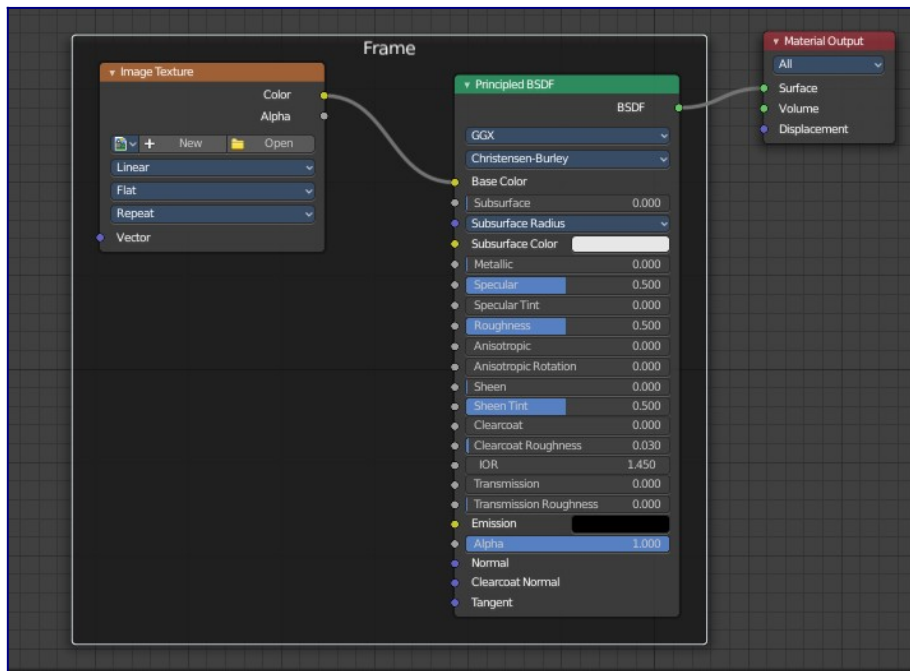 Frame
Image Texture
Color
Alpha
New Open
Linear
Flat
Repeat
Vector
Principled BSDF
BSDF
GGX
Christensen-Burley
Base Color
Subsurface 0.000
Subsurface Radius
Subsurface Color
Metallic 0.000
Specular 0.500
Specular Tint 0.000
Roughness 0.500
Anisotropic 0.000
Anisotropic Rotation 0.000
Sheen 0.000
Sheen Tint 0.500
Clearcoat 0.000
Clearcoat Roughness 0.030
IOR 1.450
Transmission 0.000
Transmission Roughness 0.000
Emission
Alpha 1.000
Normal
Clearcoat Normal
Tangent
Material Output
All
Surface
Volume
Displacement